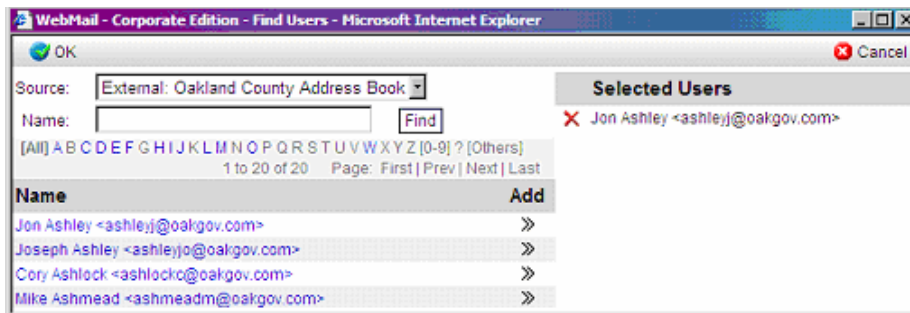 WebMail - Corporate Edition - Find Users - Microsoft Internet Explorer
OK Cancel
Source: External: Oakland County Address Book
Name: Find
[All] A B C D E F G H I J K L M N O P Q R S T U V W X Y Z [0-9] ? [Others]
1 to 20 of 20 Page: First | Prev | Next | Last
Name Add
Jon Ashley <ashleyj@oakgov.com> »
Joseph Ashley <ashleyjo@oakgov.com> »
Cory Ashlock <ashlockc@oakgov.com> »
Mike Ashmead <ashmeadm@oakgov.com> »
Selected Users
Jon Ashley <ashleyj@oakgov.com>